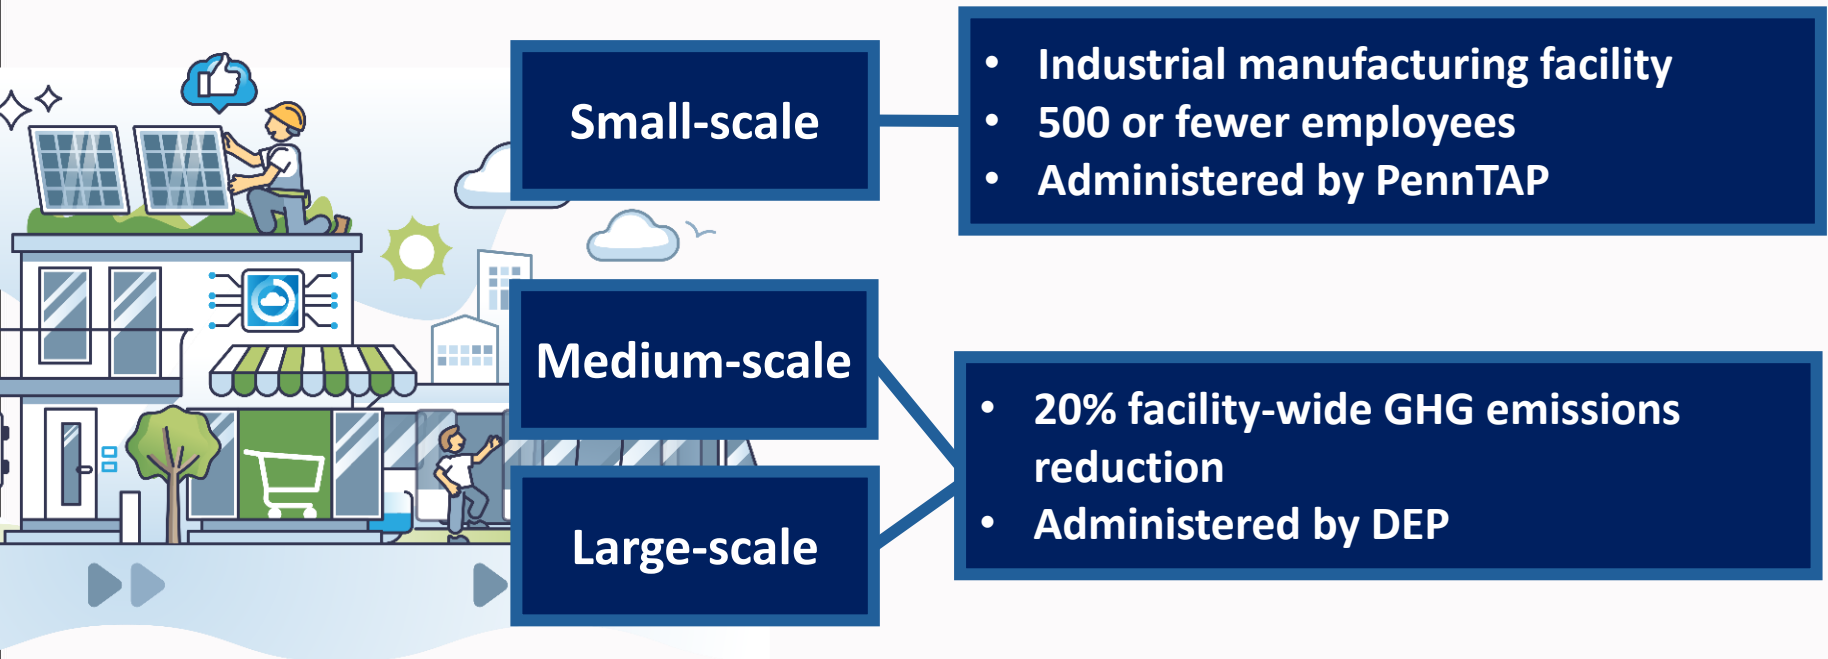 Small-scale
• Industrial manufacturing facility
• 500 or fewer employees
• Administered by PennTAP
Medium-scale
Large-scale
• 20% facility-wide GHG emissions
reduction
• Administered by DEP